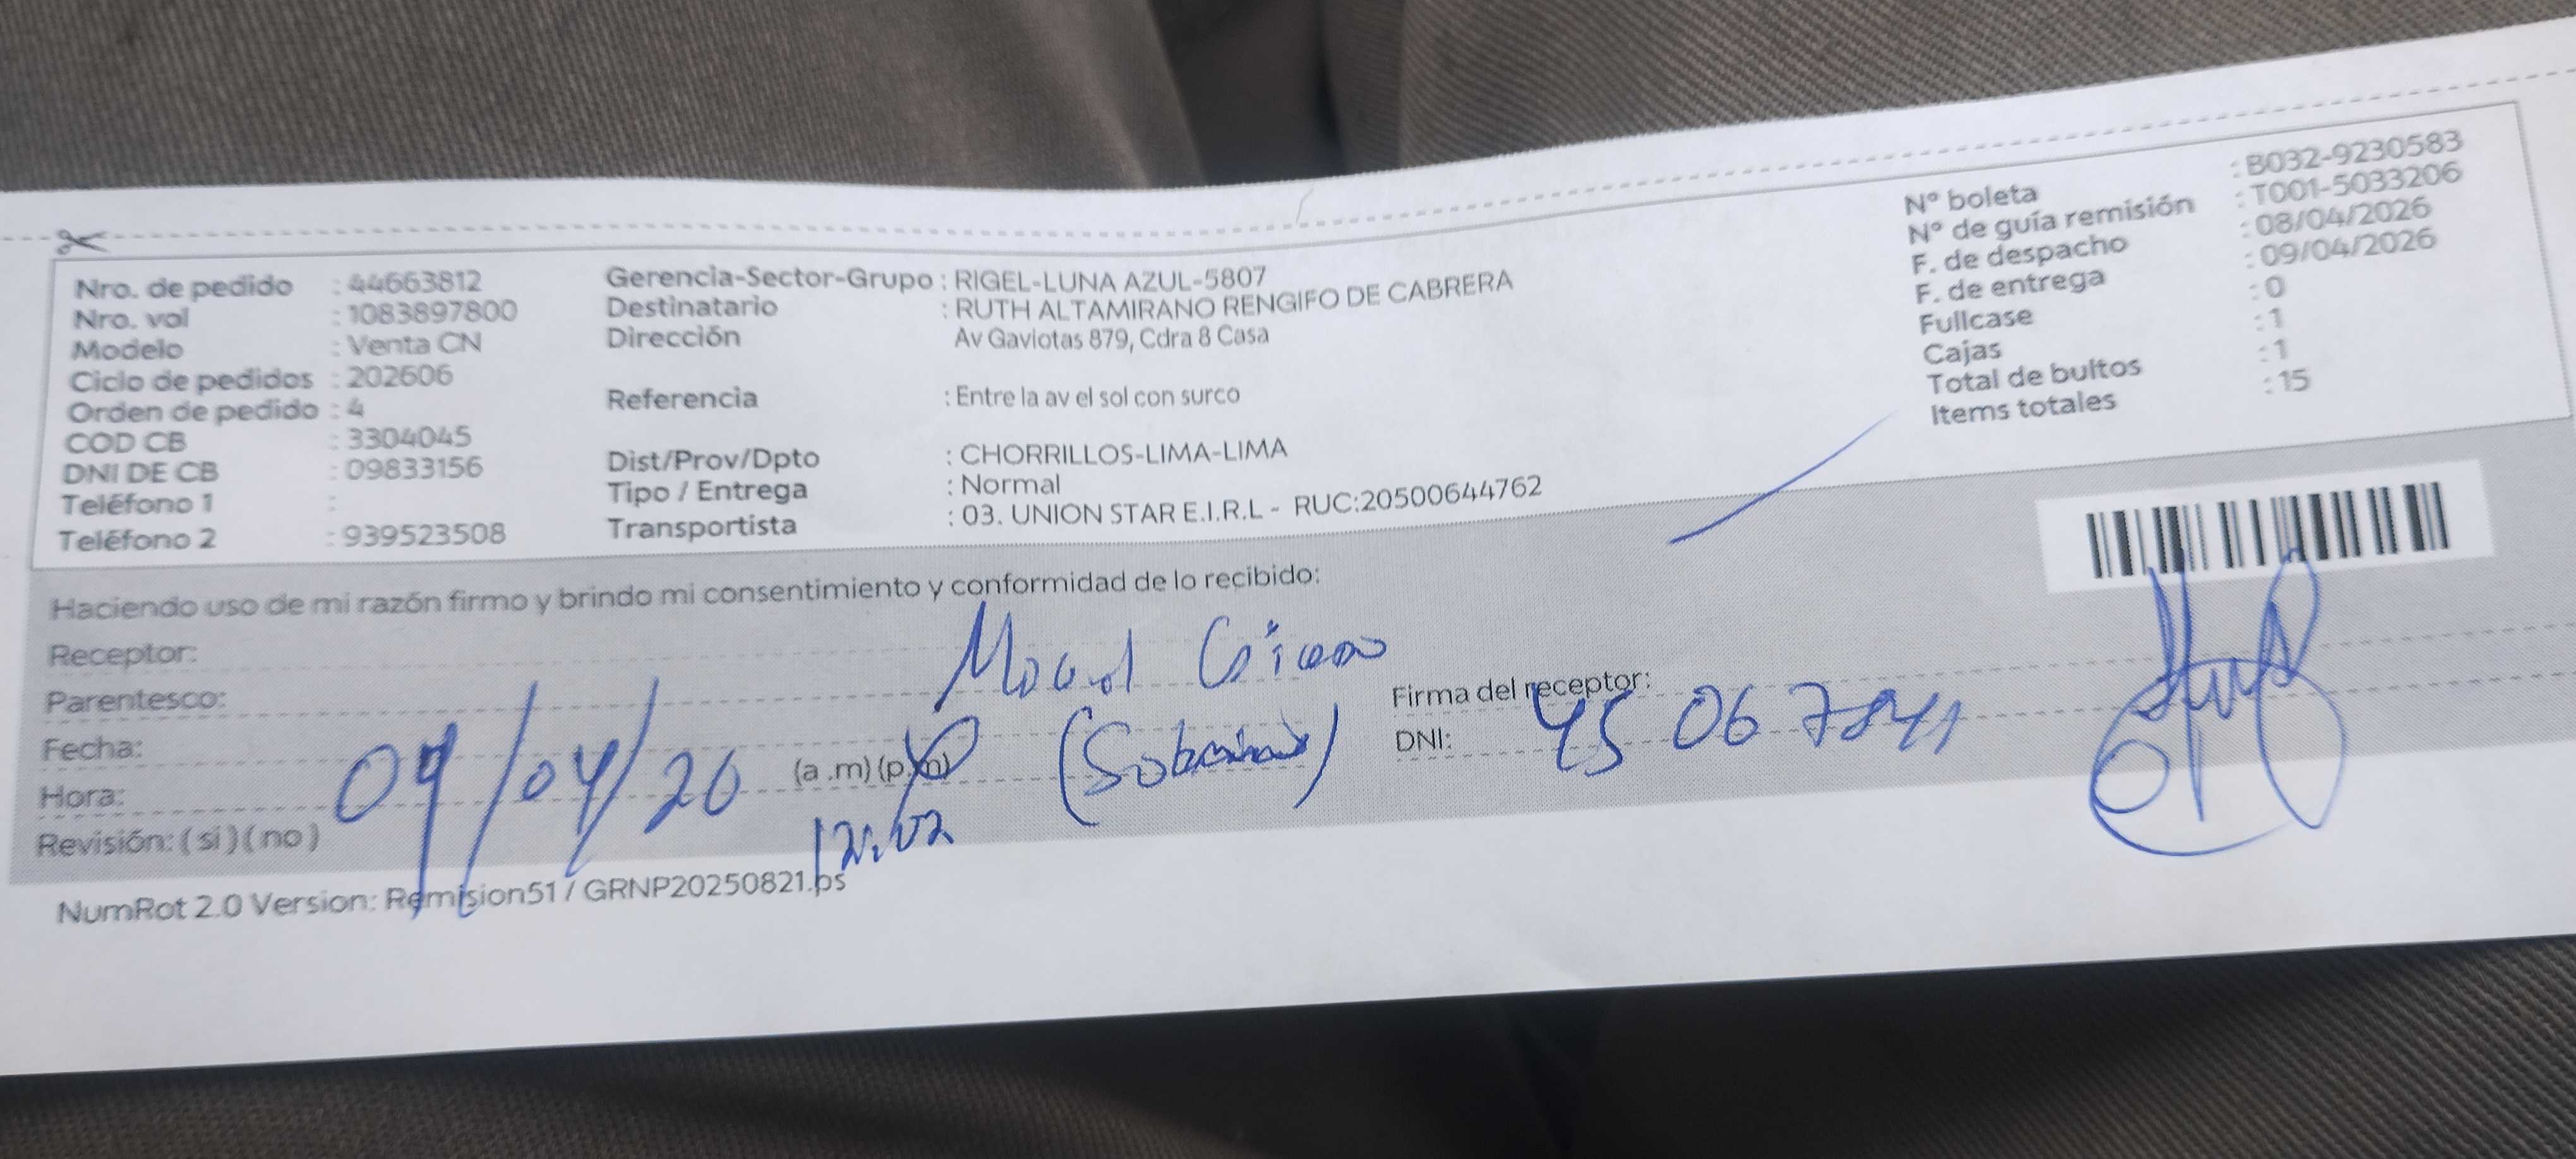 Nro. de pedido : 44663812
Nro. vol : 1083897800
Modelo : Venta CN
Ciclo de pedidos : 202606
Orden de pedido : 4
COD CB : 3304045
DNI DE CB : 09833156
Teléfono 1 :
Teléfono 2 : 939523508
Gerencia-Sector-Grupo : RIGEL-LUNA AZUL-5807
Destinatario : RUTH ALTAMIRANO RENGIFO DE CABRERA
Dirección Av Gaviotas 879, Cdra 8 Casa
Referencia : Entre la av el sol con surco
Dist/Prov/Dpto : CHORRILLOS-LIMA-LIMA
Tipo / Entrega : Normal
Transportista : 03. UNION STAR E.I.R.L - RUC:20500644762
N° boleta : B032-9230583
N° de guía remisión : T001-5033206
F. de despacho : 08/04/2026
F. de entrega : 09/04/2026
Fullcase : 0
Cajas : 1
Total de bultos : 1
Items totales : 15
Haciendo uso de mi razón firmo y brindo mi consentimiento y conformidad de lo recibido:
Receptor:
Parentesco:
Fecha: 09/04/26
Hora: (a .m) (p.m)
12:02
Revisión: ( si ) ( no )
Firma del receptor:
DNI:
NumRot 2.0 Version: Remision51 / GRNP20250821.ps